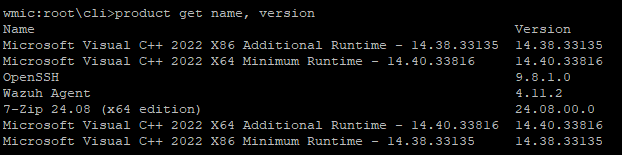 wmic:root\cli>product get name, version
Name Version
Microsoft Visual C++ 2022 X86 Additional Runtime - 14.38.33135 14.38.33135
Microsoft Visual C++ 2022 X64 Minimum Runtime - 14.40.33816 14.40.33816
OpenSSH 9.8.1.0
Wazuh Agent 4.11.2
7-Zip 24.08 (x64 edition) 24.08.00.0
Microsoft Visual C++ 2022 X64 Additional Runtime - 14.40.33816 14.40.33816
Microsoft Visual C++ 2022 X86 Minimum Runtime - 14.38.33135 14.38.33135